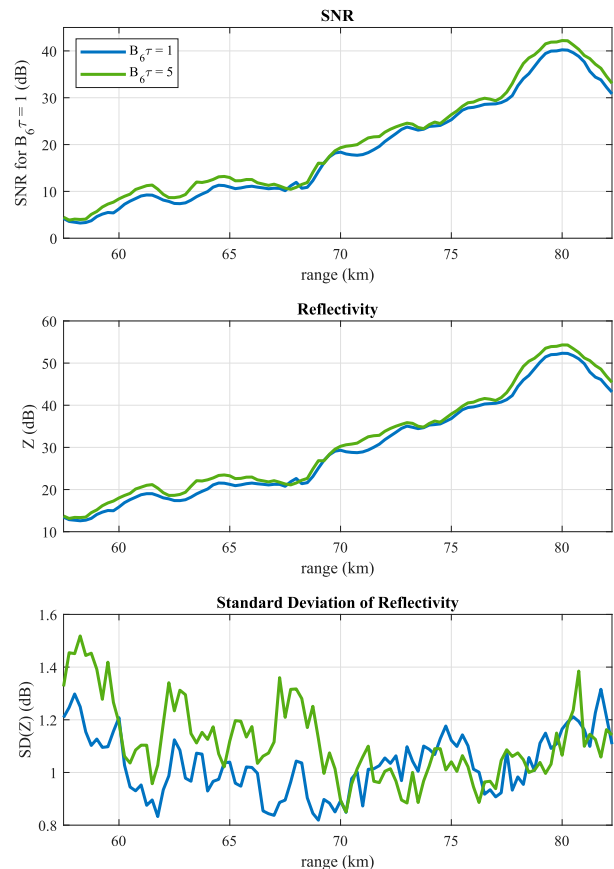 SNR
SNR for B₆τ = 1 (dB)
40
30
20
10
0
B₆τ = 1
B₆τ = 5
60 65 70 75 80
range (km)
Reflectivity
Z (dB)
60
50
40
30
20
10
60 65 70 75 80
range (km)
Standard Deviation of Reflectivity
SD(Z) (dB)
1.6
1.4
1.2
1
0.8
60 65 70 75 80
range (km)